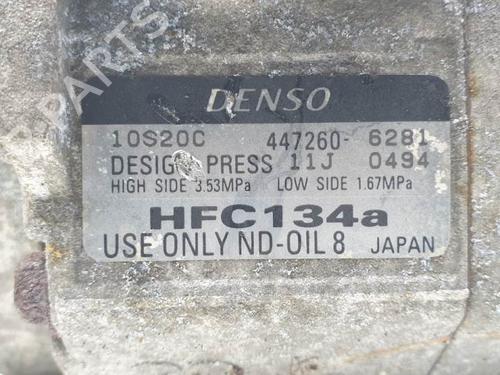 PARTS
DENSO
10S20C 447260- 6281
DESIGN PRESS 11J 0494
HIGH SIDE 3.53MPa LOW SIDE 1.67MPa
HFC134a
USE ONLY ND-OIL 8 JAPAN